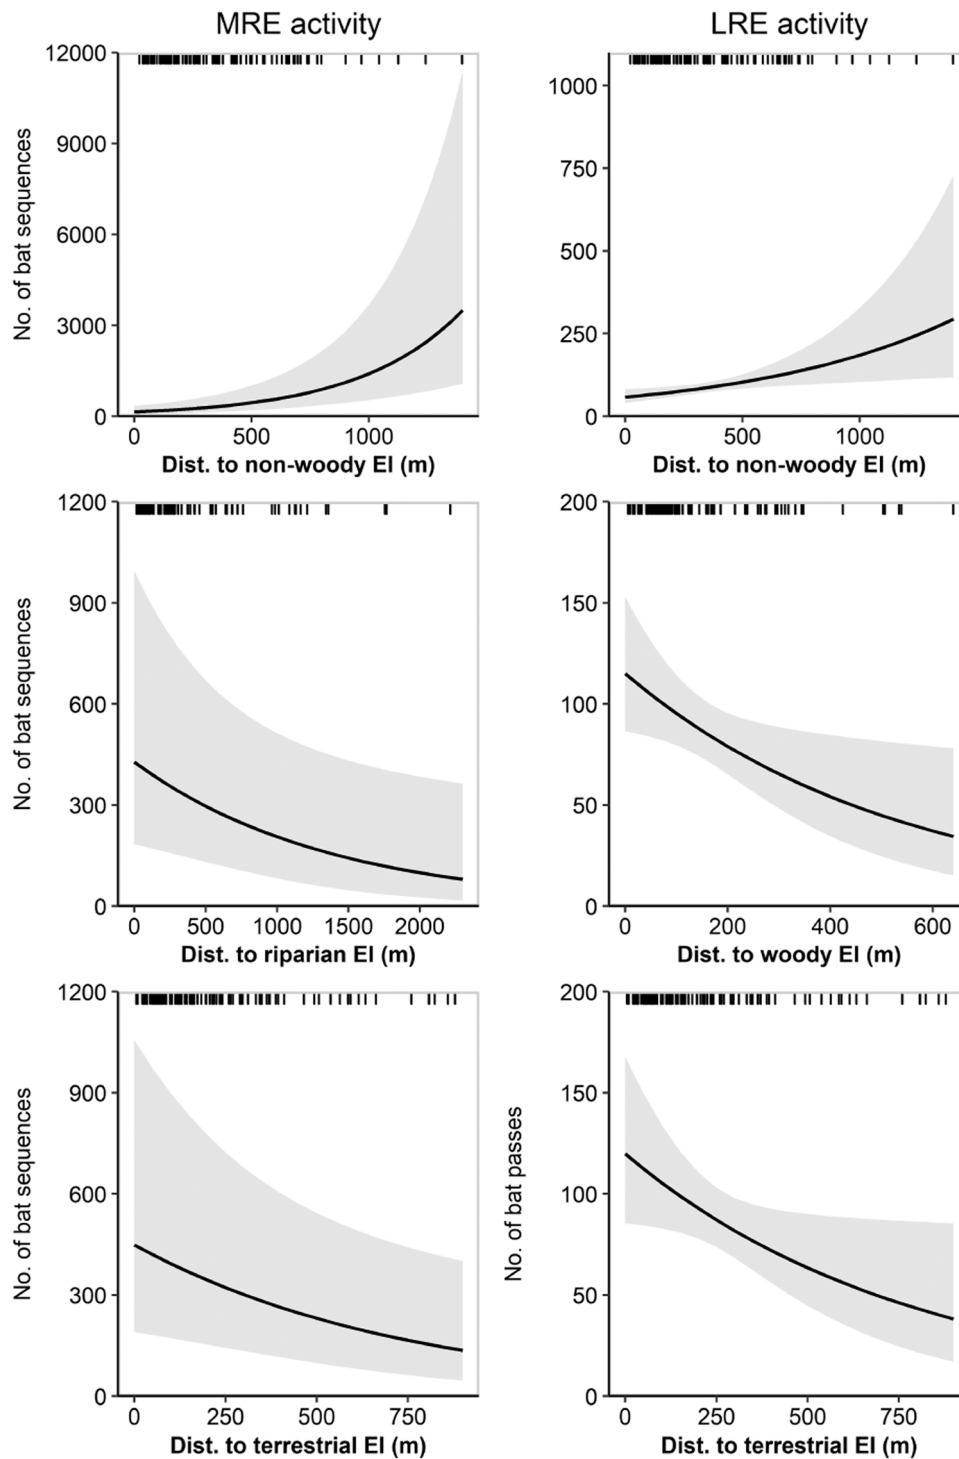 MRE activity
LRE activity
No. of bat sequences
12000
9000
6000
3000
0
0 500 1000
Dist. to non-woody EI (m)
1000
750
500
250
0
0 500 1000
Dist. to non-woody EI (m)
No. of bat sequences
1200
900
600
300
0
0 500 1000 1500 2000
Dist. to riparian EI (m)
200
150
100
50
0
0 200 400 600
Dist. to woody EI (m)
No. of bat sequences
1200
900
600
300
0
0 250 500 750
Dist. to terrestrial EI (m)
No. of bat passes
200
150
100
50
0
0 250 500 750
Dist. to terrestrial EI (m)